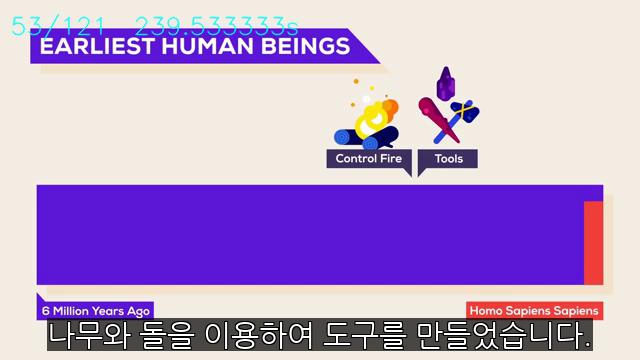 53/121 239.533333s
EARLIEST HUMAN BEINGS
Control Fire
Tools
6 Million Years Ago
Homo Sapiens Sapiens
나무와 돌을 이용하여 도구를 만들었습니다.